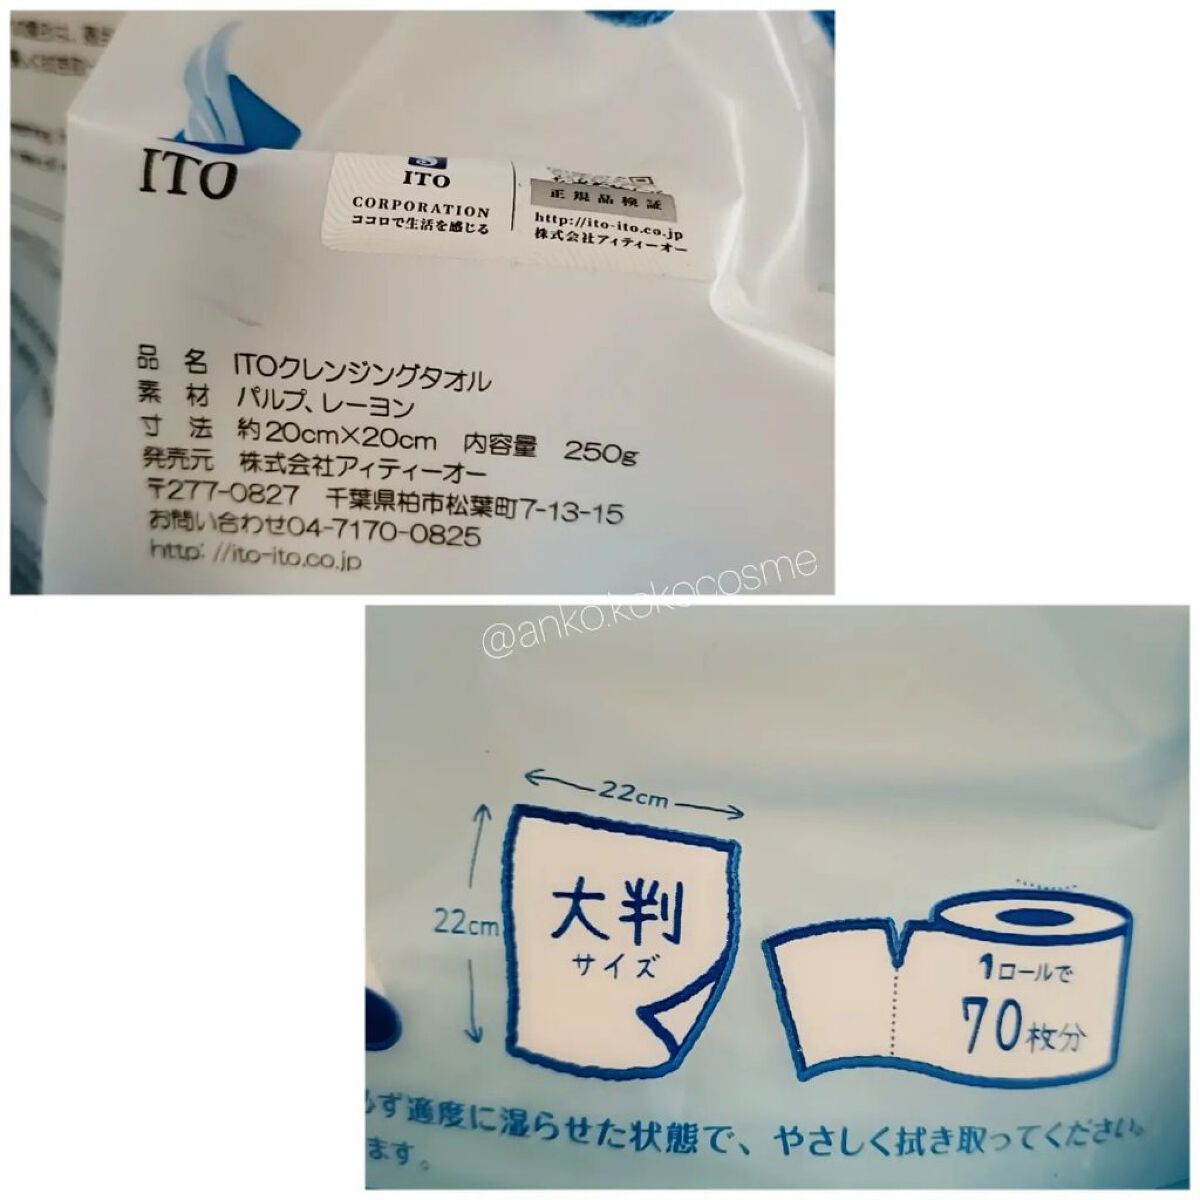 ITO
ITO
CORPORATION
ココロで生活を感じる
正規品検証
http://ito-ito.co.jp
株式会社アイティーオー
品 名 ITOクレンジングタオル
素 材 パルプ、レーヨン
寸 法 約20cm×20cm 内容量 250g
発売元 株式会社アイティーオー
〒277-0827 千葉県柏市松葉町7-13-15
お問い合わせ04-7170-0825
http://ito-ito.co.jp
@anko.kokocosme
22cm
22cm
大判
サイズ
1ロールで
70枚分
ず適度に湿らせた状態で、やさしく拭き取ってください。
ます。